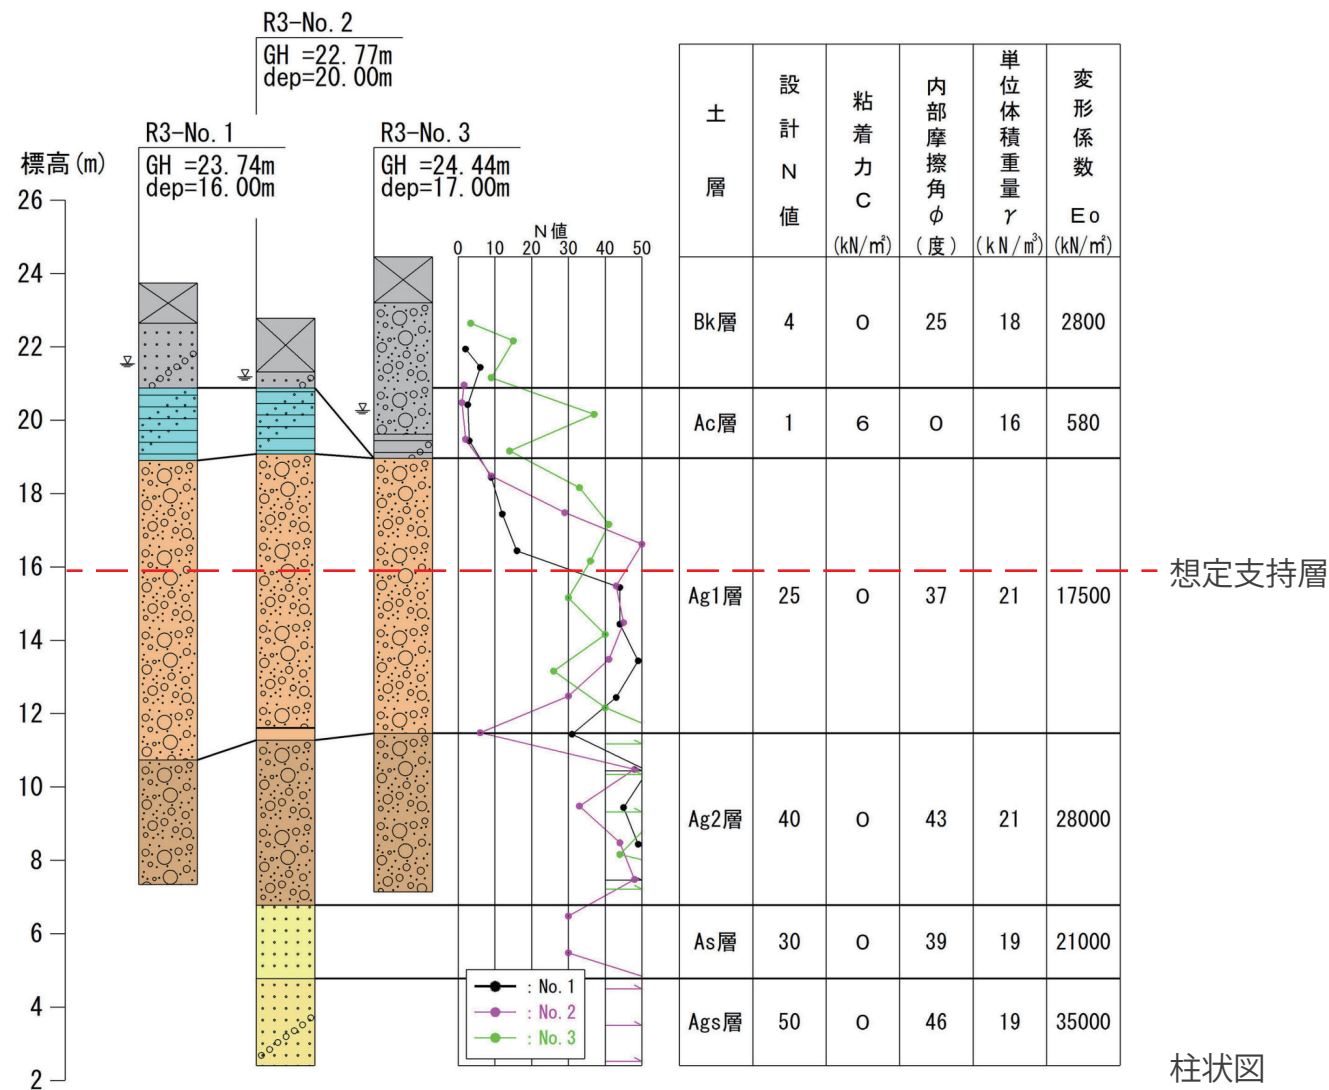 R3-No. 2
GH =22. 77m
dep=20. 00m
R3-No. 1
GH =23. 74m
dep=16. 00m
R3-No. 3
GH =24. 44m
dep=17. 00m
標高(m)
26
24
22
20
18
16
14
12
10
8
6
4
2
N値
0 10 20 30 40 50
: No. 1
: No. 2
: No. 3
土層 設計N値 粘着力C (kN/㎡) 内部摩擦角φ (度) 単位体積重量γ (kN/㎥) 変形係数 Eo (kN/㎡)
Bk層 4 0 25 18 2800
Ac層 1 6 0 16 580
Ag1層 25 0 37 21 17500
Ag2層 40 0 43 21 28000
As層 30 0 39 19 21000
Ags層 50 0 46 19 35000
想定支持層
柱状図